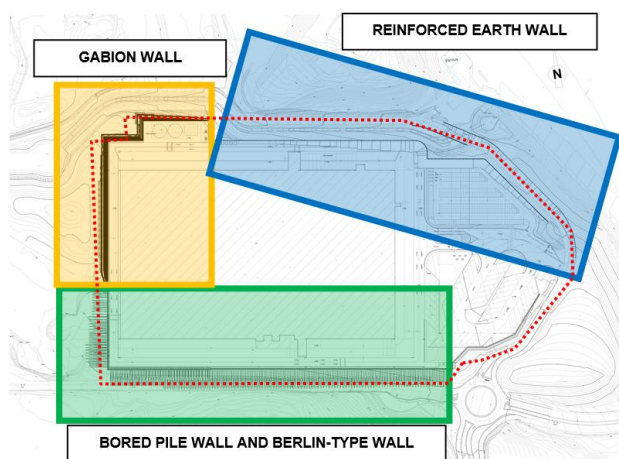 REINFORCED EARTH WALL
GABION WALL
N
BORED PILE WALL AND BERLIN-TYPE WALL